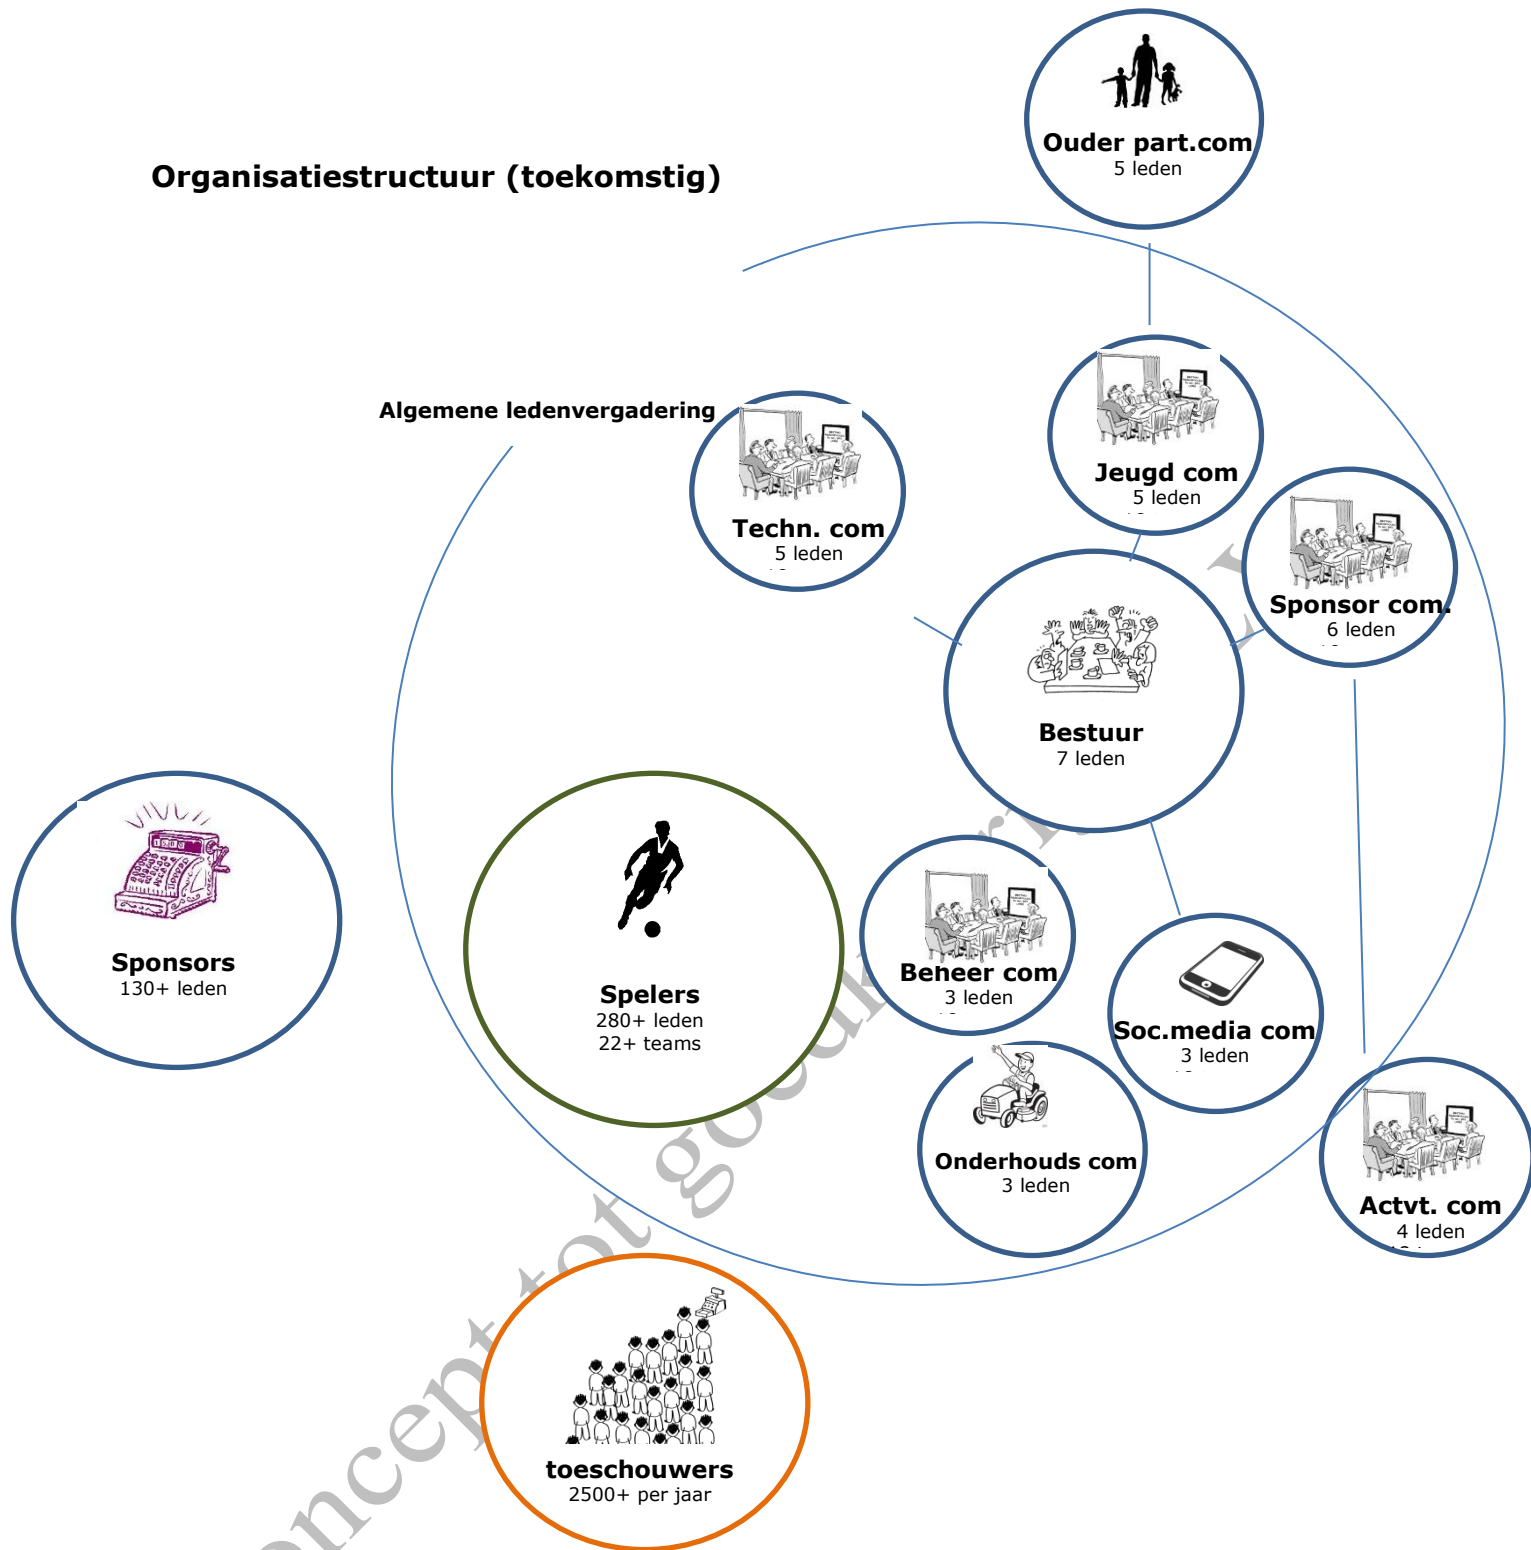 Ouder part.com
5 leden
Organisatiestructuur (toekomstig)
Algemene ledenvergadering
Jeugd com
5 leden
Techn. com
5 leden
Sponsor com.
6 leden
Bestuur
7 leden
Sponsors
130+ leden
Spelers
280+ leden
22+ teams
Beheer com
3 leden
Soc.media com
3 leden
Onderhouds com
3 leden
Actvt. com
4 leden
toeschouwers
2500+ per jaar
tot